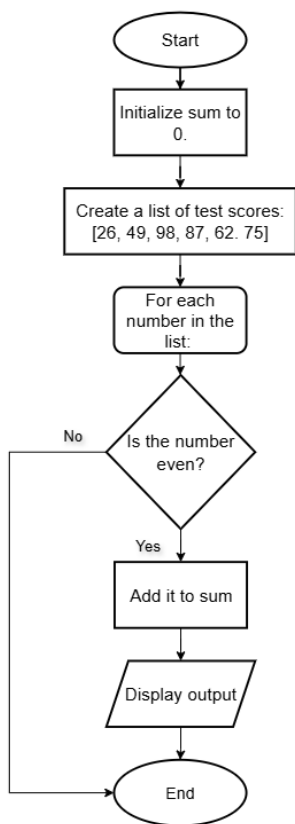 Start
Initialize sum to
0.
Create a list of test scores:
[26, 49, 98, 87, 62. 75]
For each
number in the
list:
Is the number
even?
No
Yes
Add it to sum
Display output
End